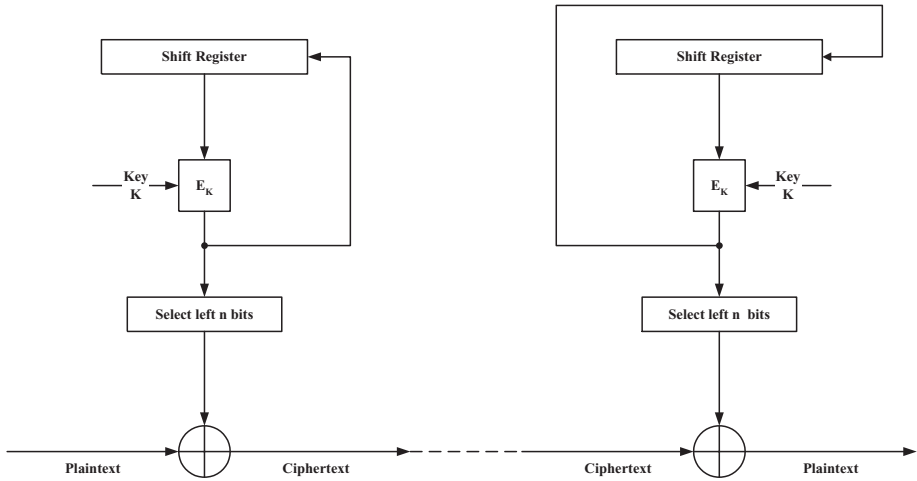 Shift Register
Key
K
E_K
Select left n bits
Plaintext
Ciphertext
Shift Register
E_K
Key
K
Select left n bits
Ciphertext
Plaintext